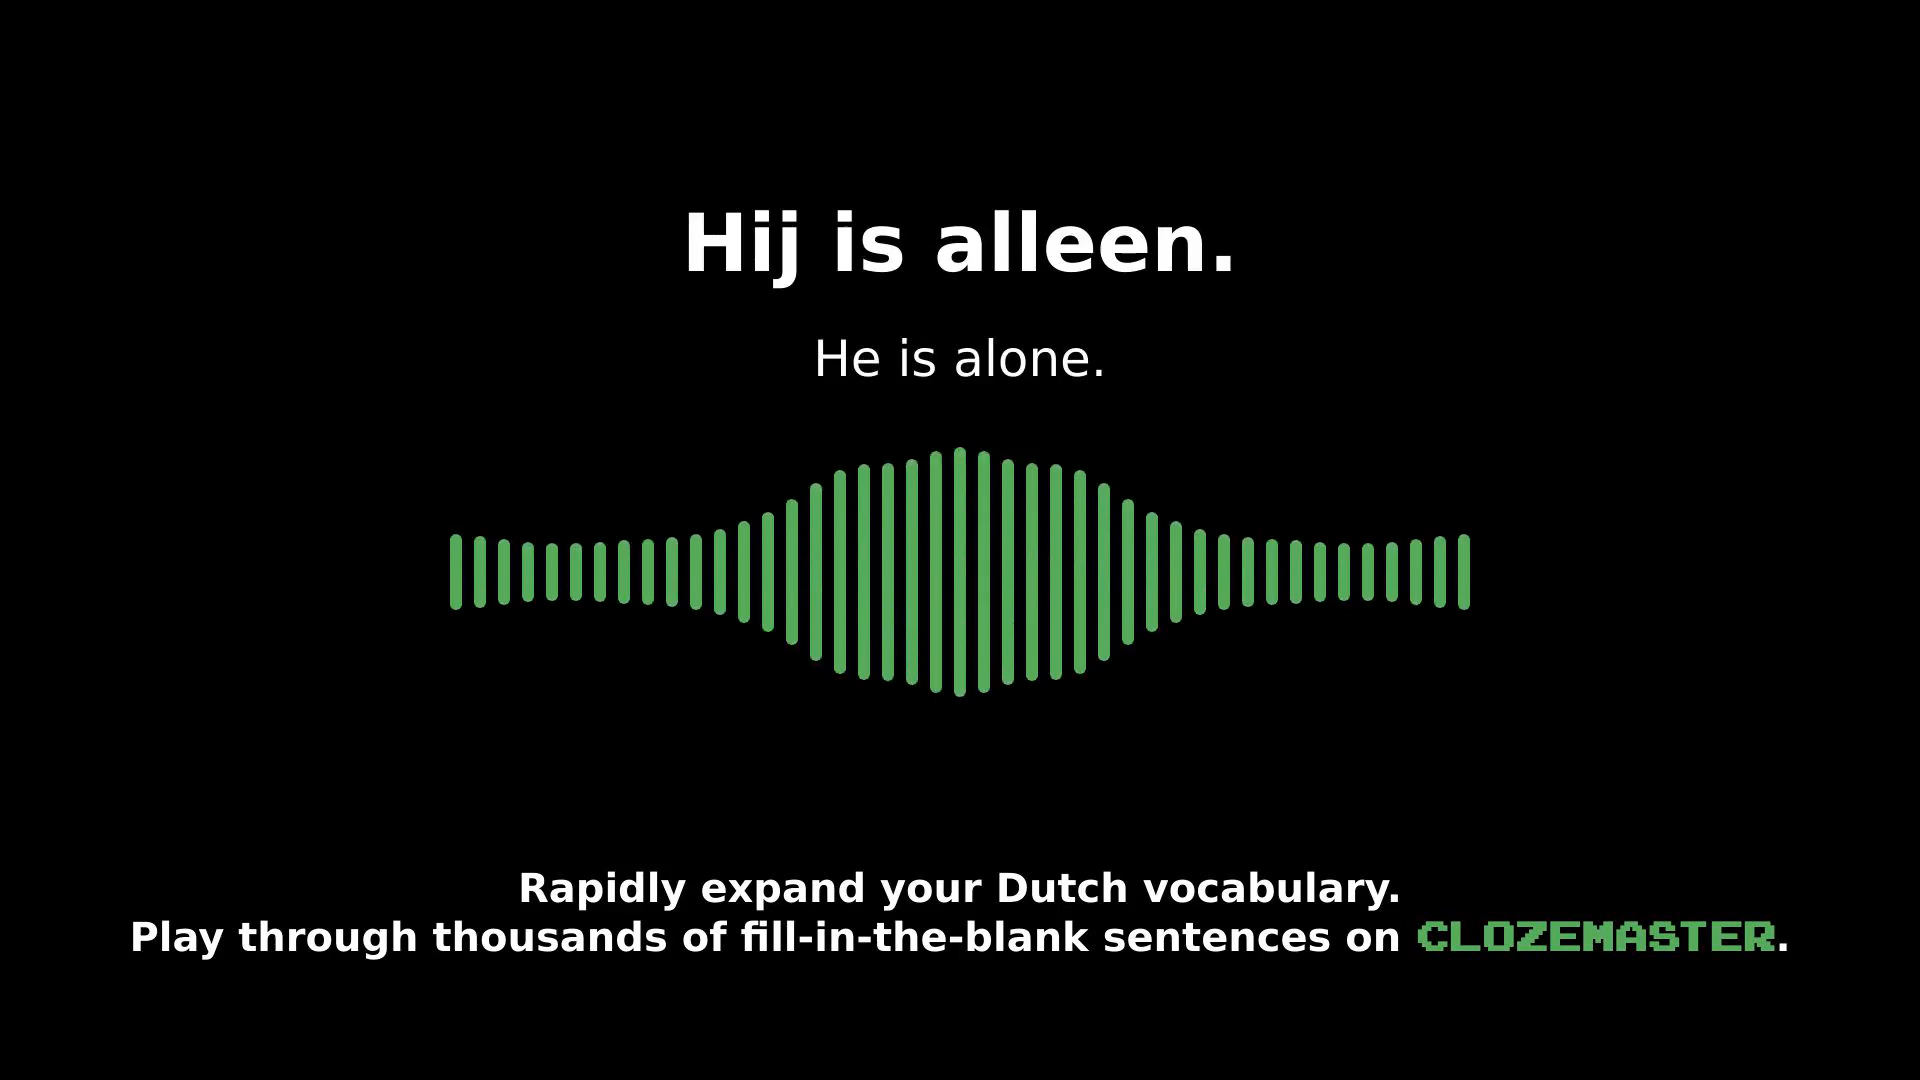 Hij is alleen.
He is alone.
Rapidly expand your Dutch vocabulary.
Play through thousands of fill-in-the-blank sentences on CLOZEMASTER.